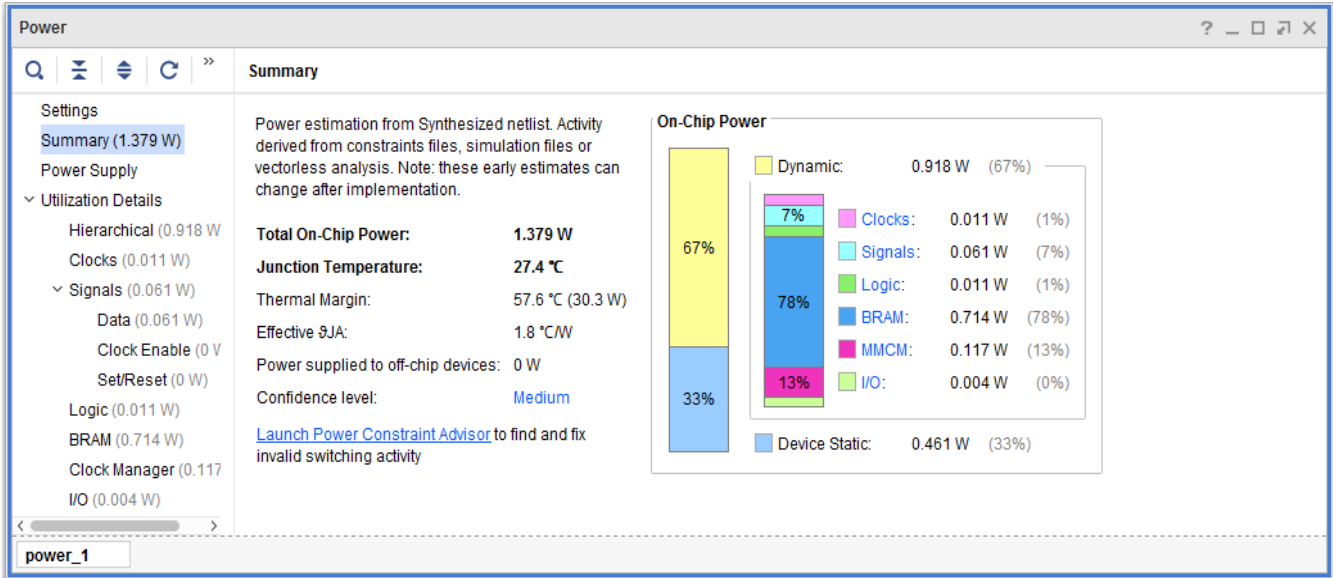 Power
Summary
Settings
Summary (1.379 W)
Power Supply
Utilization Details
Hierarchical (0.918 W
Clocks (0.011 W)
Signals (0.061 W)
Data (0.061 W)
Clock Enable (0 W
Set/Reset (0 W)
Logic (0.011 W)
BRAM (0.714 W)
Clock Manager (0.117
I/O (0.004 W)
Power estimation from Synthesized netlist. Activity
derived from constraints files, simulation files or
vectorless analysis. Note: these early estimates can
change after implementation.
Total On-Chip Power: 1.379 W
Junction Temperature: 27.4 °C
Thermal Margin: 57.6 °C (30.3 W)
Effective ϑJA: 1.8 °C/W
Power supplied to off-chip devices: 0 W
Confidence level: Medium
Launch Power Constraint Advisor to find and fix
invalid switching activity
On-Chip Power
67%
33%
Dynamic: 0.918 W (67%)
7%
78%
13%
Clocks: 0.011 W (1%)
Signals: 0.061 W (7%)
Logic: 0.011 W (1%)
BRAM: 0.714 W (78%)
MMCM: 0.117 W (13%)
I/O: 0.004 W (0%)
Device Static: 0.461 W (33%)
power_1